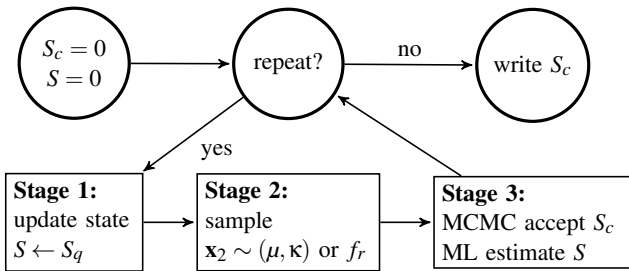 S_c = 0
S = 0
repeat?
no
write S_c
yes
Stage 1:
update state
S ← S_q
Stage 2:
sample
x_2 ∼ (μ, κ) or f_r
Stage 3:
MCMC accept S_c
ML estimate S